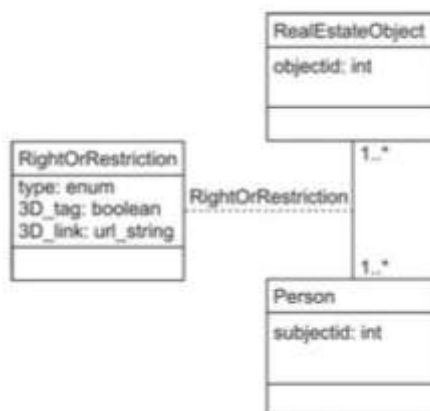 RealEstateObject
objectid: int
RightOrRestriction
type: enum
3D_tag: boolean
3D_link: url_string
RightOrRestriction
1..*
1..*
Person
subjectid: int